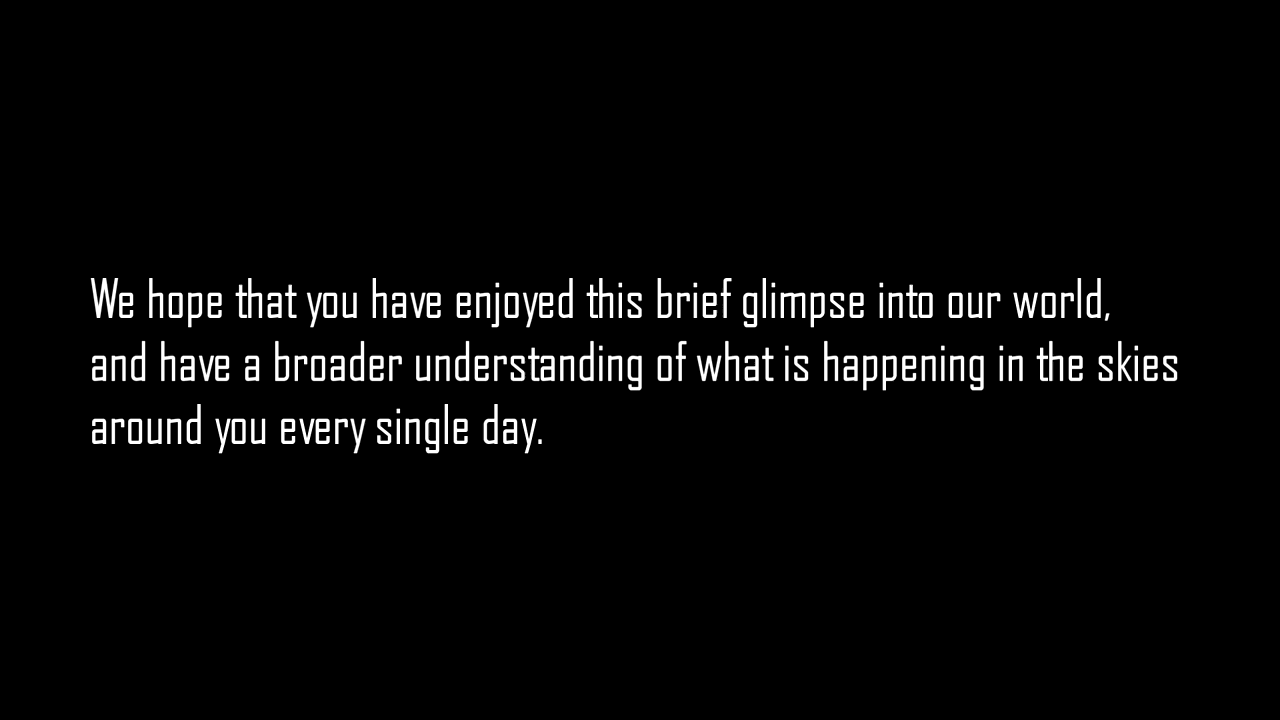 We hope that you have enjoyed this brief glimpse into our world,
and have a broader understanding of what is happening in the skies
around you every single day.